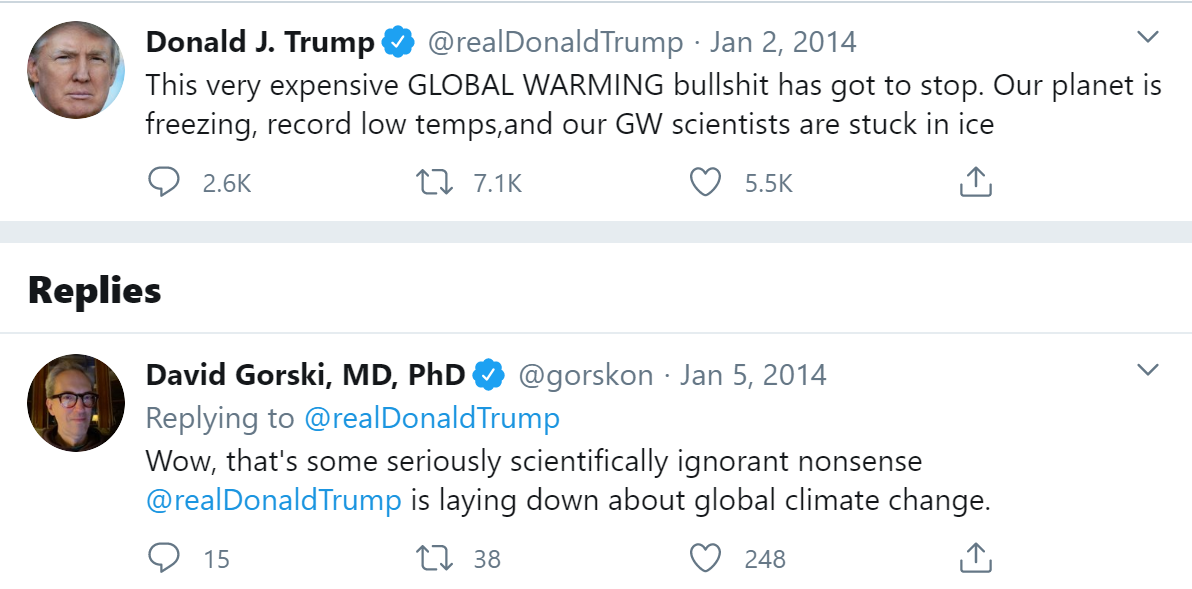 Donald J. Trump @realDonaldTrump · Jan 2, 2014
This very expensive GLOBAL WARMING bullshit has got to stop. Our planet is
freezing, record low temps,and our GW scientists are stuck in ice
2.6K 7.1K 5.5K
Replies
David Gorski, MD, PhD @gorskon · Jan 5, 2014
Replying to @realDonaldTrump
Wow, that's some seriously scientifically ignorant nonsense
@realDonaldTrump is laying down about global climate change.
15 38 248